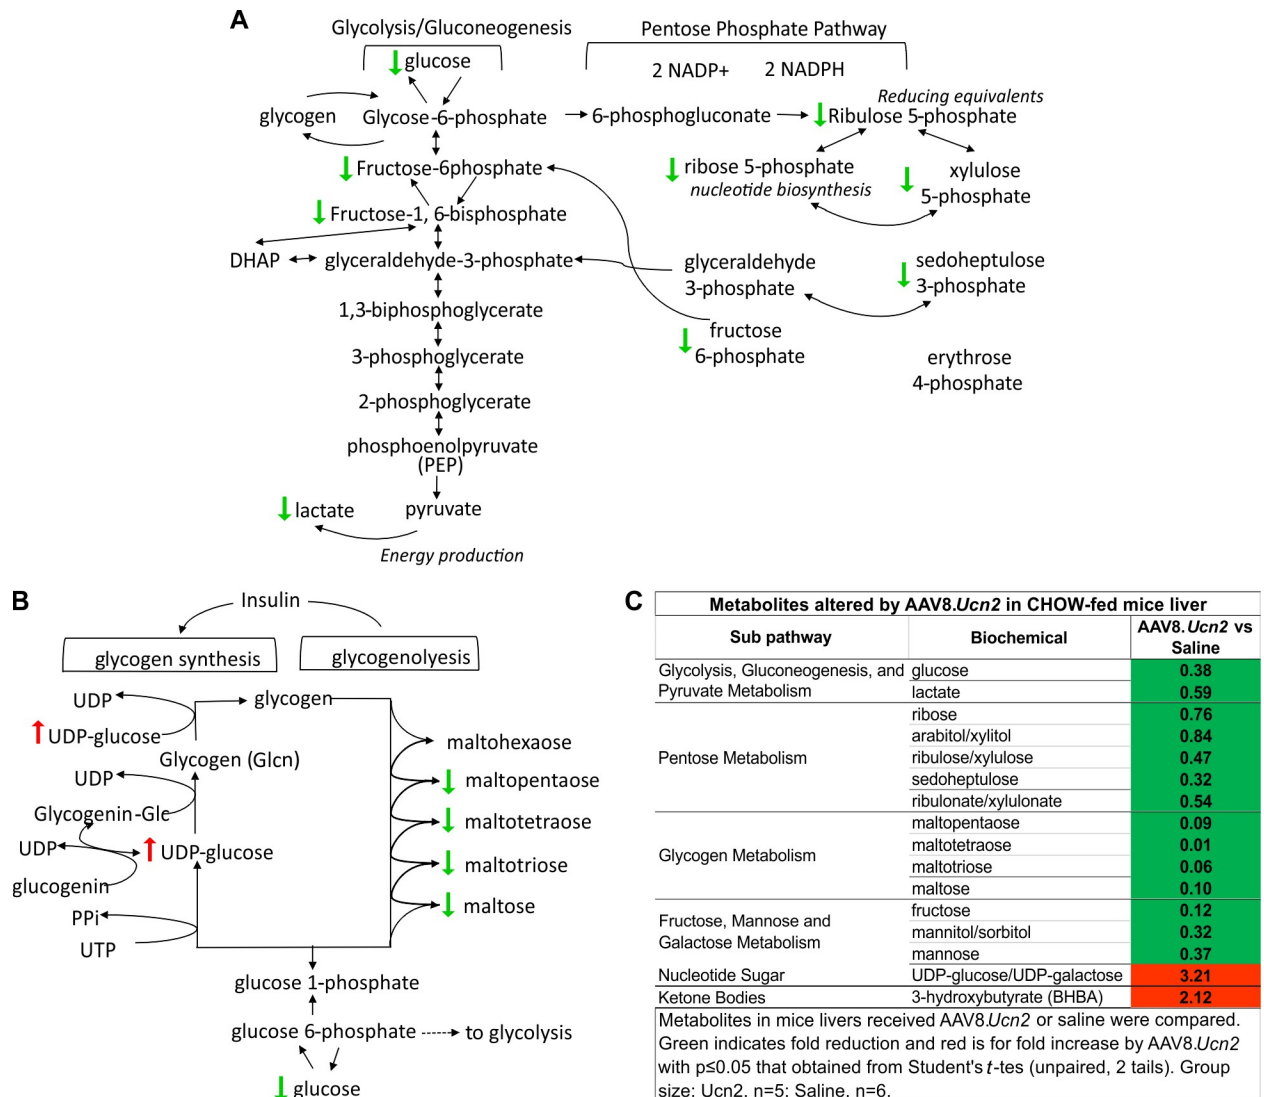 A
Glycolysis/Gluconeogenesis
Pentose Phosphate Pathway
glucose
2 NADP+ 2 NADPH
Reducing equivalents
glycogen
Glycose-6-phosphate
6-phosphogluconate
Ribulose 5-phosphate
Fructose-6phosphate
ribose 5-phosphate
nucleotide biosynthesis
xylulose
5-phosphate
Fructose-1, 6-bisphosphate
DHAP
glyceraldehyde-3-phosphate
glyceraldehyde
3-phosphate
sedoheptulose
3-phosphate
1,3-biphosphoglycerate
fructose
6-phosphate
3-phosphoglycerate
erythrose
4-phosphate
2-phosphoglycerate
phosphoenolpyruvate
(PEP)
lactate
pyruvate
Energy production
B
Insulin
glycogen synthesis
glycogenolyesis
UDP
glycogen
UDP-glucose
maltohexaose
Glycogen (Glcn)
UDP
maltopentaose
Glycogenin-Glc
maltotetraose
UDP
UDP-glucose
maltotriose
glucogenin
maltose
PPi
UTP
glucose 1-phosphate
glucose 6-phosphate
to glycolysis
glucose
C
Metabolites altered by AAV8.Ucn2 in CHOW-fed mice liver
Sub pathway Biochemical AAV8.Ucn2 vs
Saline
Glycolysis, Gluconeogenesis, and glucose 0.38
Pyruvate Metabolism lactate 0.59
ribose 0.76
arabitol/xylitol 0.84
Pentose Metabolism ribulose/xylulose 0.47
sedoheptulose 0.32
ribulonate/xylulonate 0.54
maltopentaose 0.09
maltotetraose 0.01
Glycogen Metabolism
maltotriose 0.06
maltose 0.10
fructose 0.12
Fructose, Mannose and
mannitol/sorbitol 0.32
Galactose Metabolism
mannose 0.37
Nucleotide Sugar UDP-glucose/UDP-galactose 3.21
Ketone Bodies 3-hydroxybutyrate (BHBA) 2.12
Metabolites in mice livers received AAV8.Ucn2 or saline were compared.
Green indicates fold reduction and red is for fold increase by AAV8.Ucn2
with p≤0.05 that obtained from Student's t-tes (unpaired, 2 tails). Group
size: Ucn2, n=5; Saline, n=6.